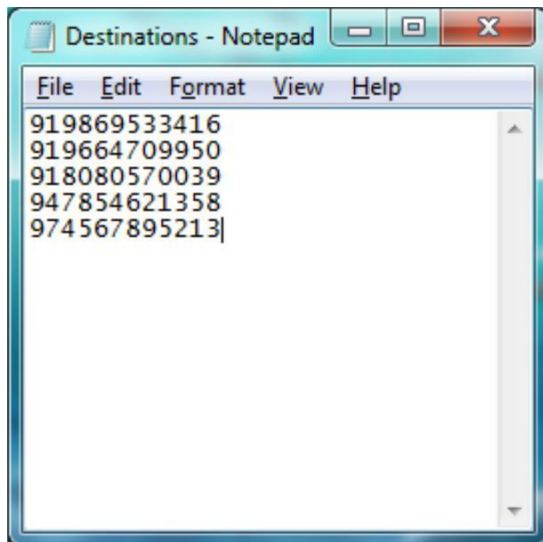 Destinations - Notepad
File Edit Format View Help
919869533416
919664709950
918080570039
947854621358
974567895213